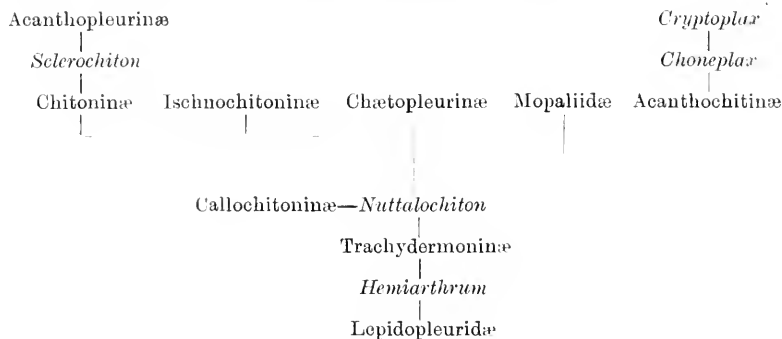 Acanthopleurinæ Cryptoplax
Sclerochiton Choneplax
Chitoninæ Ischnochitoninæ Chætopleurinæ Mopaliidæ Acanthochitinæ
Callochitoninæ—Nuttalochiton
Trachydermoninæ
Hemiarthrum
Lepidopleuridæ